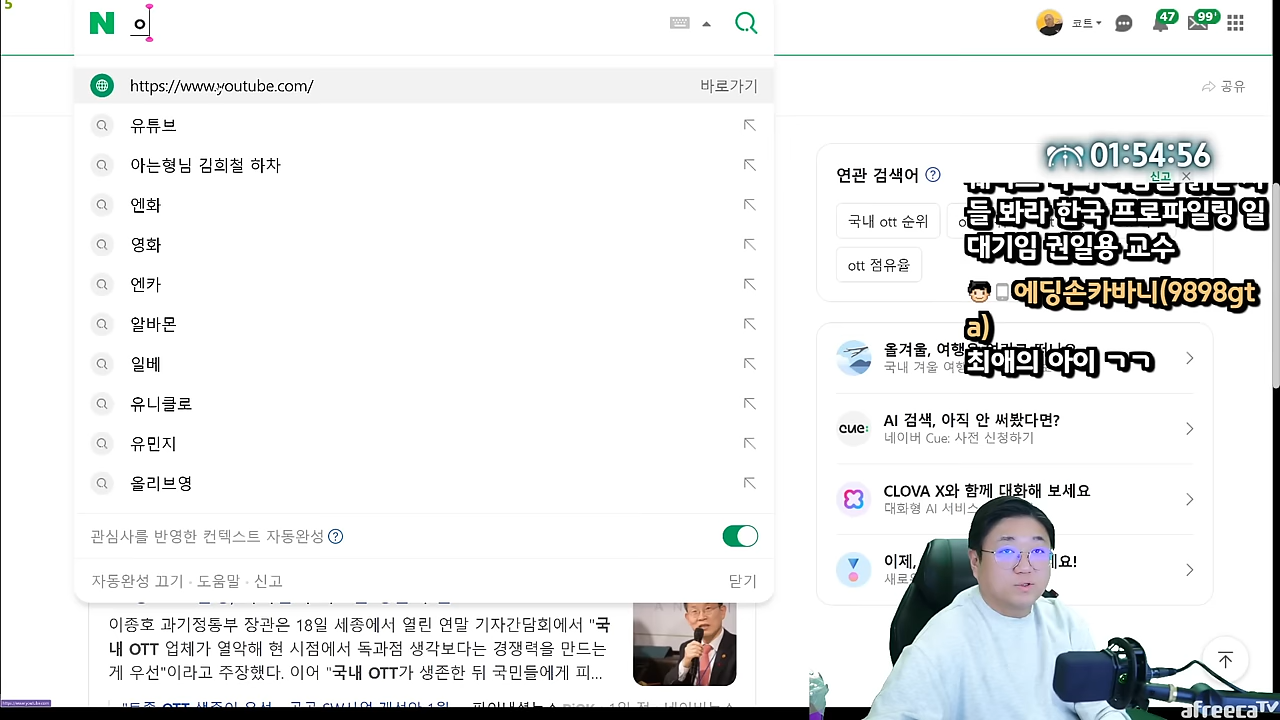 5
N ㅇ
코트
47
99+
https://www.youtube.com/ 바로가기
유튜브
아는형님 김희철 하차
엔화
영화
엔카
알바몬
일베
유니클로
유민지
올리브영
관심사를 반영한 컨텍스트 자동완성 ?
자동완성 끄기 · 도움말 · 신고 닫기
이종호 과기정통부 장관은 18일 세종에서 열린 연말 기자간담회에서 "국
내 OTT 업체가 열악해 현 시점에서 독과점 생각보다는 경쟁력을 만드는
게 우선"이라고 주장했다. 이어 "국내 OTT가 생존한 뒤 국민들에게 피...
공유
01:54:56
연관 검색어 ?
신고
국내 ott 순위
ott 점유율
들 봐라 한국 프로파일링 일
대기임 권일용 교수
에딩손카바니(9898gt
a)
최애의 아이 ㄱㄱ
올겨울, 여행
국내 겨울 여행
cue:
AI 검색, 아직 안 써봤다면?
네이버 Cue: 사전 신청하기
CLOVA X와 함께 대화해 보세요
대화형 AI 서비스
이제,
새로
요!
afreecaTV
https://www.youtube.com